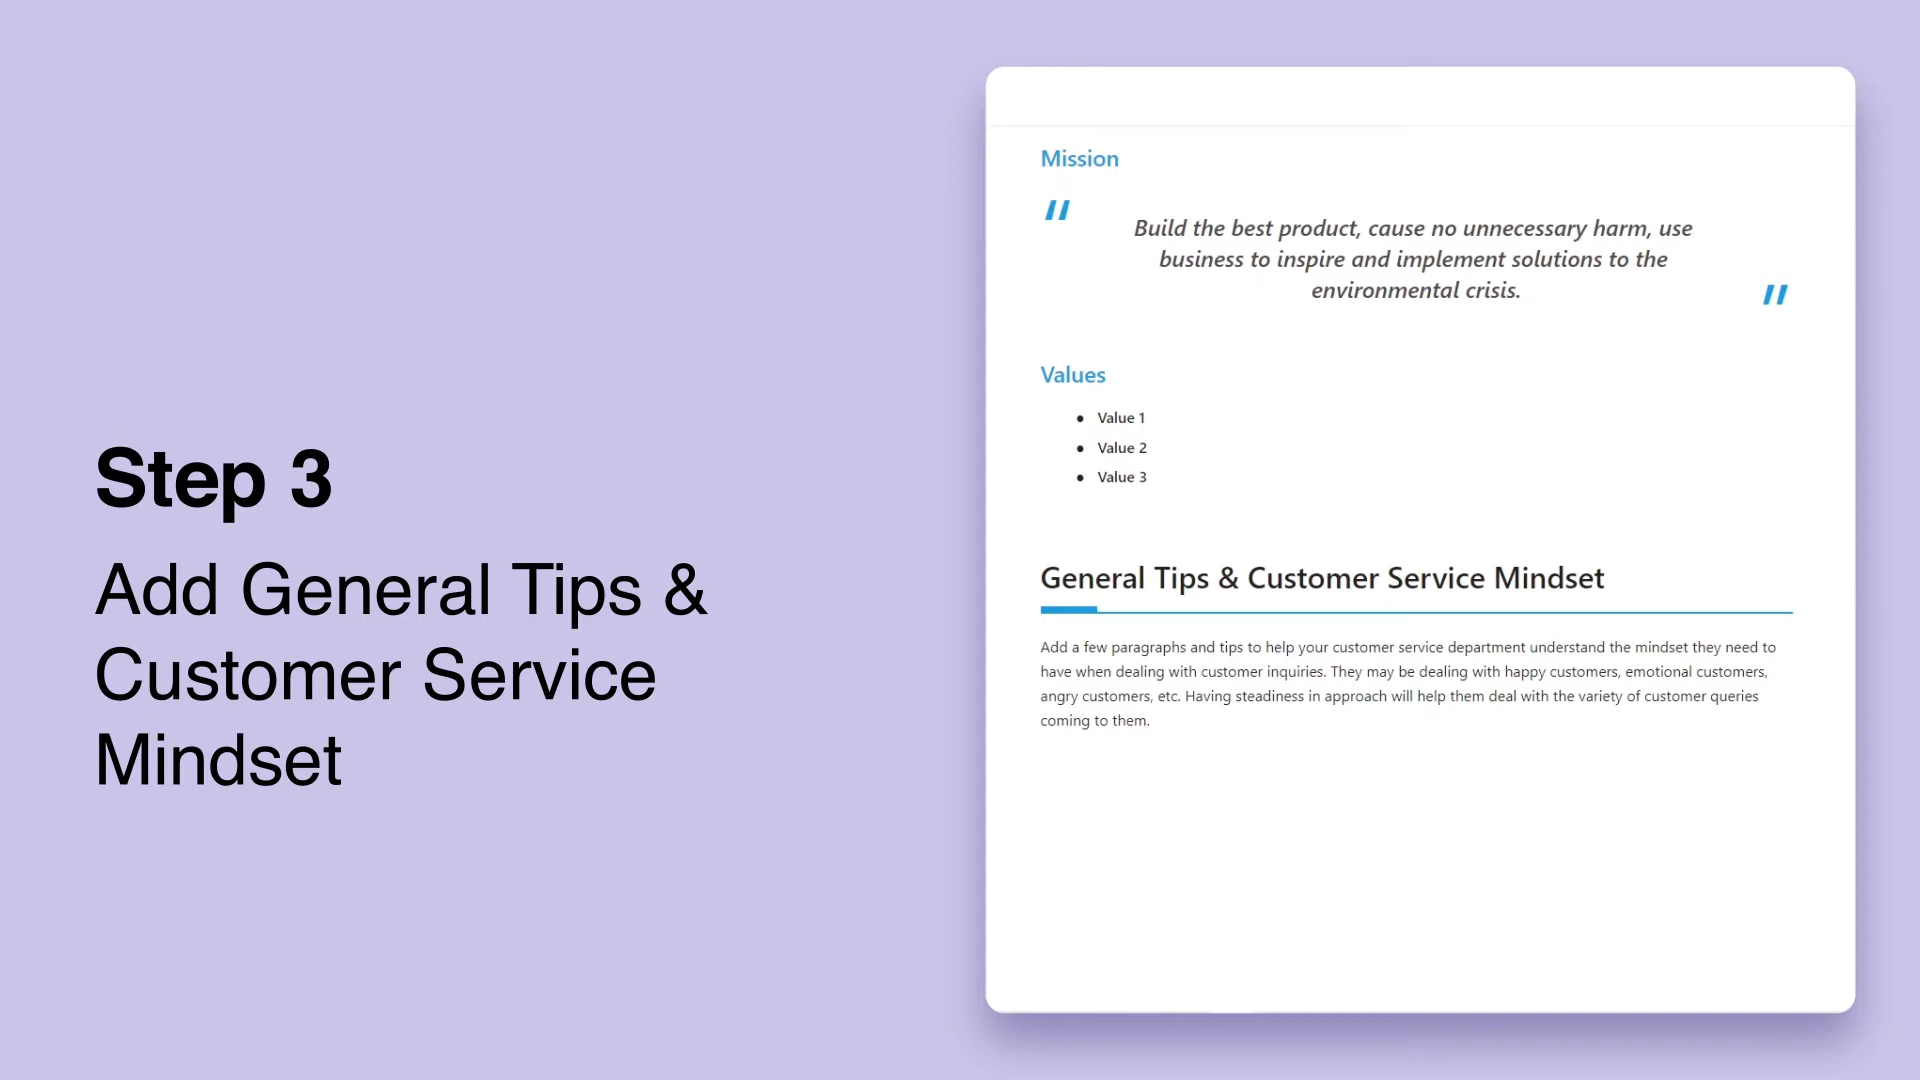 Step 3
Add General Tips &
Customer Service
Mindset
Mission
"
Build the best product, cause no unnecessary harm, use
business to inspire and implement solutions to the
environmental crisis.
"
Values
● Value 1
● Value 2
● Value 3
General Tips & Customer Service Mindset
Add a few paragraphs and tips to help your customer service department understand the mindset they need to
have when dealing with customer inquiries. They may be dealing with happy customers, emotional customers,
angry customers, etc. Having steadiness in approach will help them deal with the variety of customer queries
coming to them.